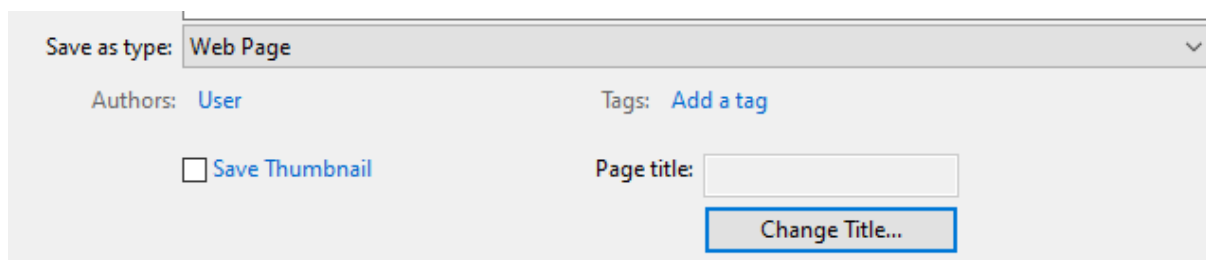 Save as type: Web Page
Authors: User Tags: Add a tag
Save Thumbnail Page title:
Change Title...